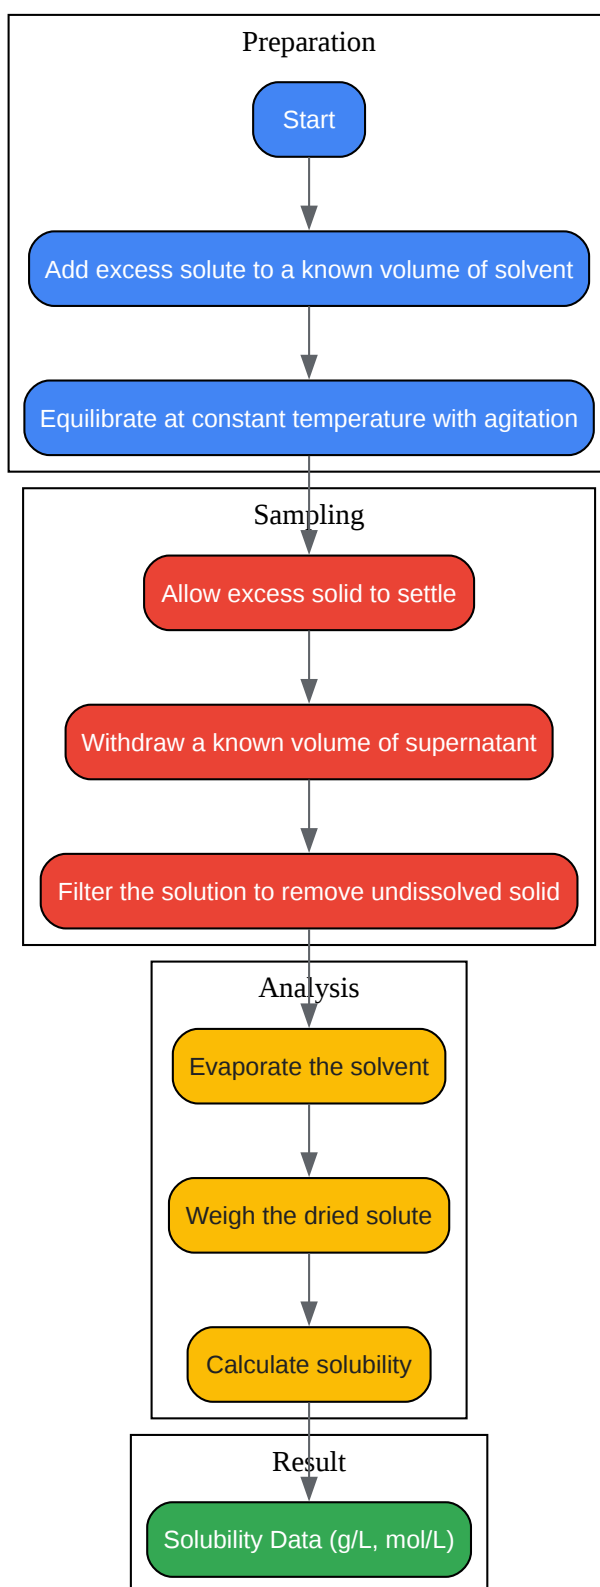 Preparation
Start
Add excess solute to a known volume of solvent
Equilibrate at constant temperature with agitation
Sampling
Allow excess solid to settle
Withdraw a known volume of supernatant
Filter the solution to remove undissolved solid
Analysis
Evaporate the solvent
Weigh the dried solute
Calculate solubility
Result
Solubility Data (g/L, mol/L)